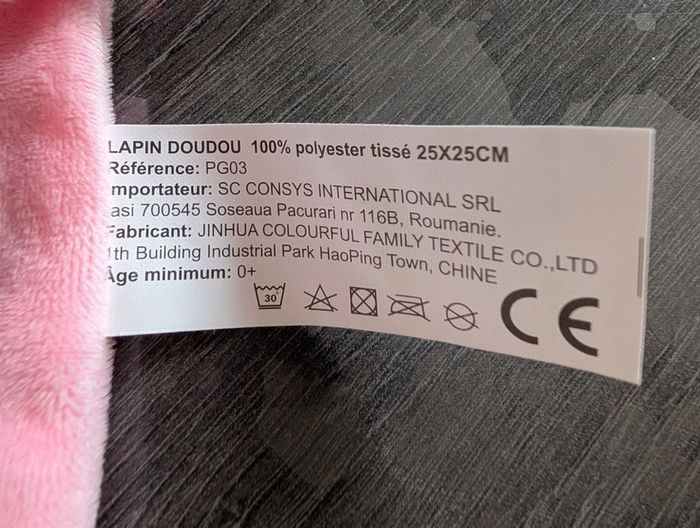 LAPIN DOUDOU 100% polyester tissé 25X25CM
Référence: PG03
mportateur: SC CONSYS INTERNATIONAL SRL
asi 700545 Soseaua Pacurari nr 116B, Roumanie.
Fabricant: JINHUA COLOURFUL FAMILY TEXTILE CO.,LTD
1th Building Industrial Park HaoPing Town, CHINE
Âge minimum: 0+
30°
CE